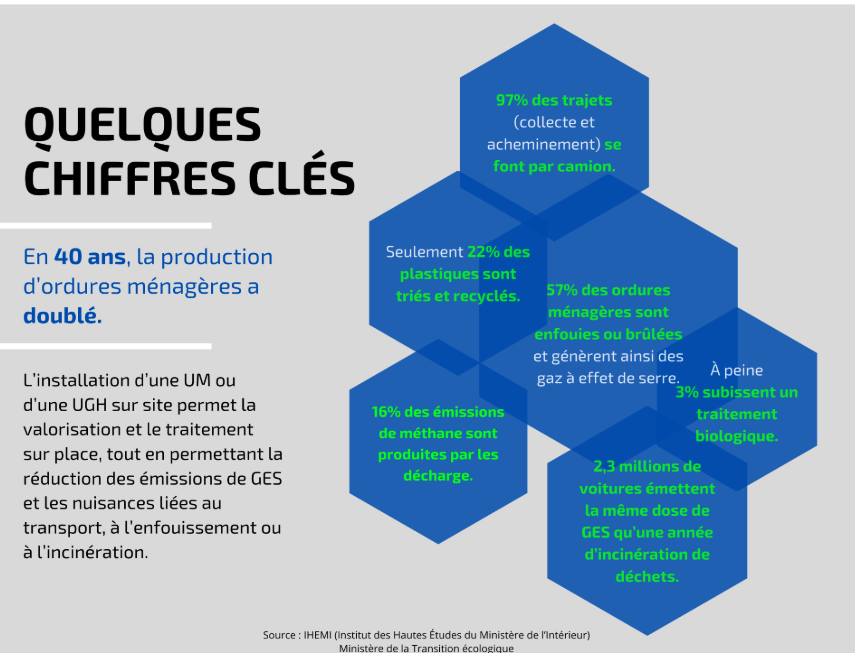 QUELQUES
CHIFFRES CLÉS
En 40 ans, la production
d'ordures ménagères a
doublé.
L'installation d'une UM ou
d'une UGH sur site permet la
valorisation et le traitement
sur place, tout en permettant la
réduction des émissions de GES
et les nuisances liées au
transport, à l'enfouissement ou
à l'incinération.
97% des trajets
(collecte et
acheminement) se
font par camion.
Seulement 22% des
plastiques sont
triés et recyclés.
57% des ordures
ménagères sont
enfouies ou brûlées
et génèrent ainsi des
gaz à effet de serre.
À peine
3% subissent un
traitement
biologique.
16% des émissions
de méthane sont
produites par les
décharge.
2,3 millions de
voitures émettent
la même dose de
GES qu'une année
d'incinération de
déchets.
Source : IHEMI (Institut des Hautes Études du Ministère de l'Intérieur)
Ministère de la Transition écologique